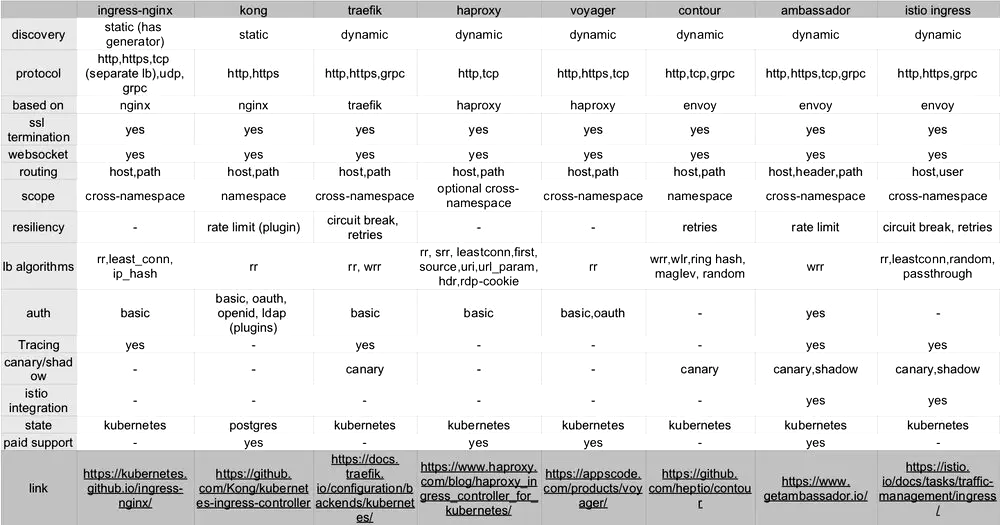 ingress-nginx kong traefik haproxy voyager contour ambassador istio ingress
discovery static (has generator) static dynamic dynamic dynamic dynamic dynamic dynamic
protocol http,https,tcp (separate lb),udp, grpc http,https http,https,grpc http,tcp http,https,tcp http,tcp,grpc http,https,tcp,grpc http,https,grpc
based on nginx nginx traefik haproxy haproxy envoy envoy envoy
ssl termination yes yes yes yes yes yes yes yes
websocket yes yes yes yes yes yes yes yes
routing host,path host,path host,path host,path host,path host,path host,header,path host,user
scope cross-namespace namespace cross-namespace optional cross-namespace cross-namespace namespace cross-namespace cross-namespace
resiliency - rate limit (plugin) circuit break, retries - - retries rate limit circuit break, retries
lb algorithms rr,least_conn, ip_hash rr rr, wrr rr, srr, leastconn,first, source,uri,url_param, hdr,rdp-cookie rr wrr,wlr,ring hash, maglev, random wrr rr,leastconn,random, passthrough
auth basic basic, oauth, openid, ldap (plugins) basic basic basic,oauth - yes -
Tracing yes - yes - - - yes yes
canary/shadow - - canary - - canary canary,shadow canary,shadow
istio integration - - - - - - yes yes
state kubernetes postgres kubernetes kubernetes kubernetes kubernetes kubernetes kubernetes
paid support - yes - yes yes - yes -
link https://kubernetes.github.io/ingress-nginx/ https://github.com/Kong/kubernetes-ingress-controller https://docs.traefik.io/configuration/backends/kubernetes/ https://www.haproxy.com/blog/haproxy_ingress_controller_for_kubernetes/ https://appscode.com/products/voyager/ https://github.com/heptio/contour https://www.getambassador.io/ https://istio.io/docs/tasks/traffic-management/ingress/